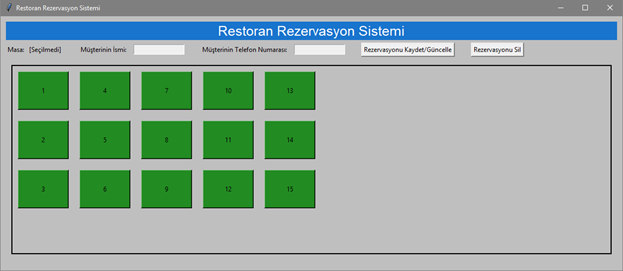 Restoran Rezervasyon Sistemi
Restoran Rezervasyon Sistemi
Masa: [Seçilmedi] Müşterinin İsmi: Müşterinin Telefon Numarası: Rezervasyonu Kaydet/Güncelle Rezervasyonu Sil
1 4 7 10 13
2 5 8 11 14
3 6 9 12 15